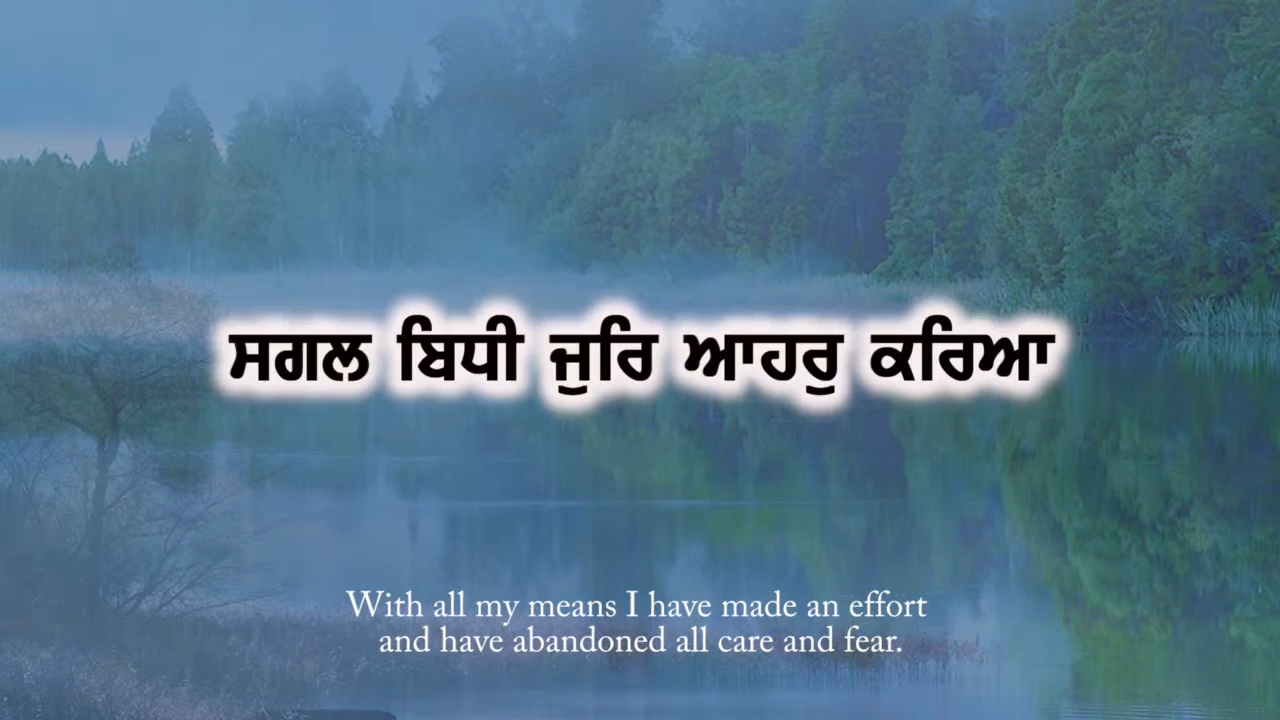 ਸਗਲ ਬਿਧੀ ਜੁਰਿ ਆਹਰੁ ਕਰਿਆ
With all my means I have made an effort
and have abandoned all care and fear.